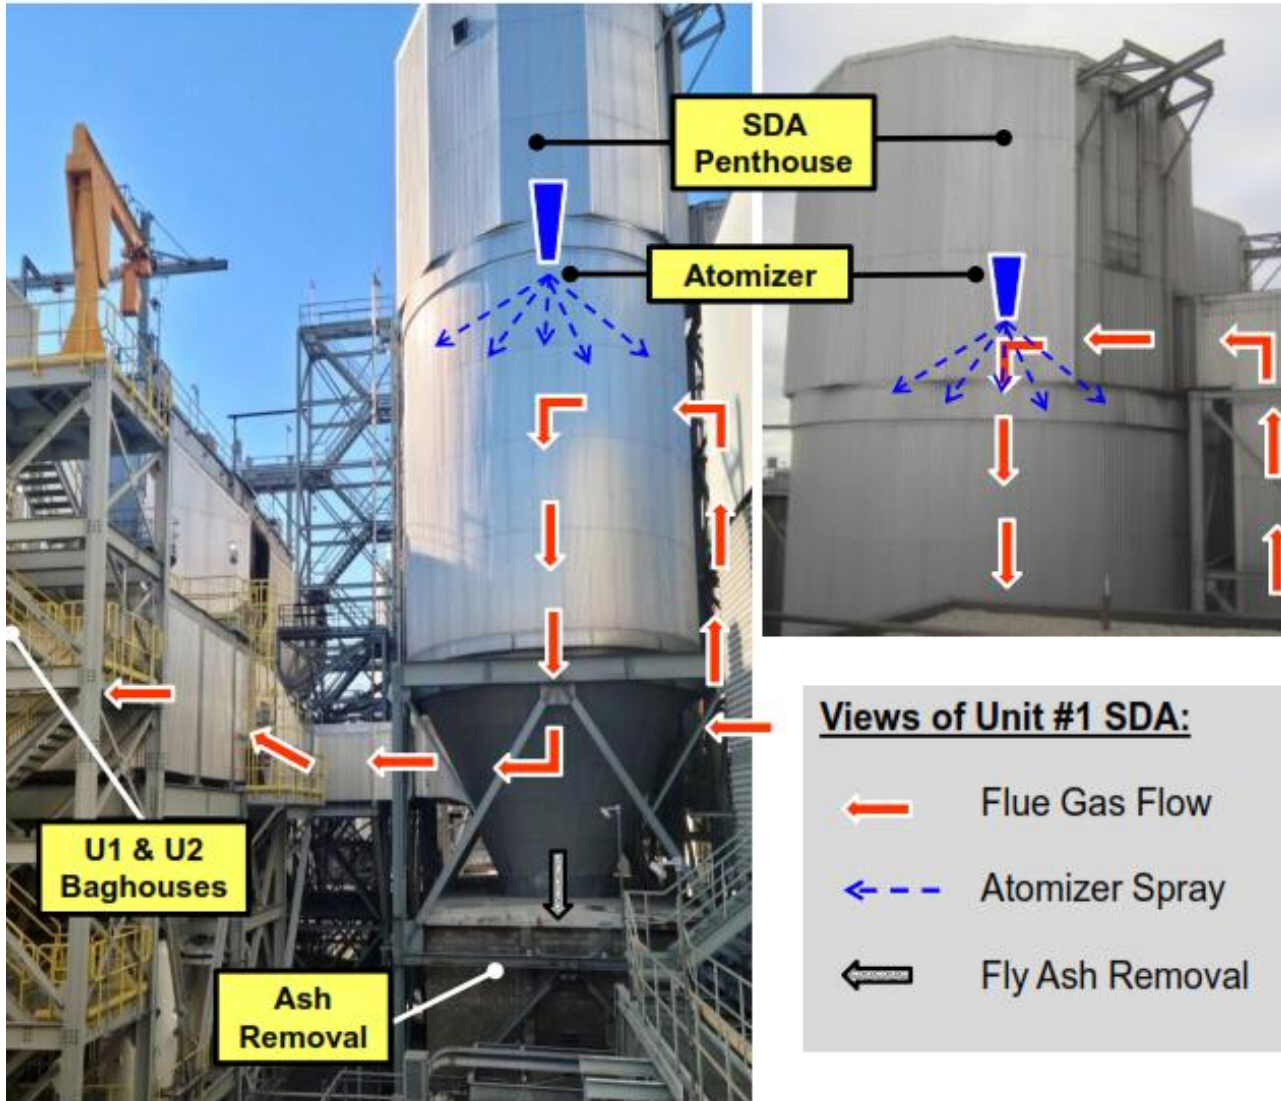 SDA
Penthouse
Atomizer
U1 & U2
Baghouses
Ash
Removal
Views of Unit #1 SDA:
Flue Gas Flow
Atomizer Spray
Fly Ash Removal